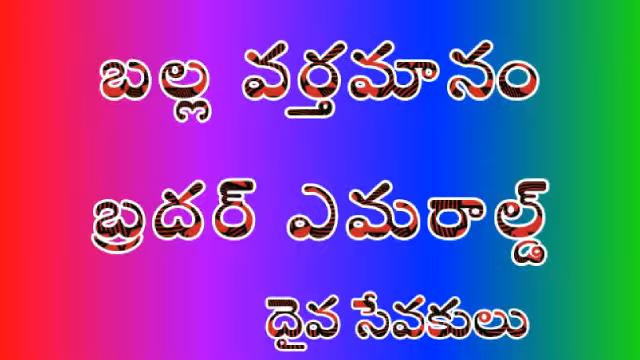 బల్ల వర్తమానం
బ్రదర్ ఎమరాల్డ్
దైవ సేవకులు